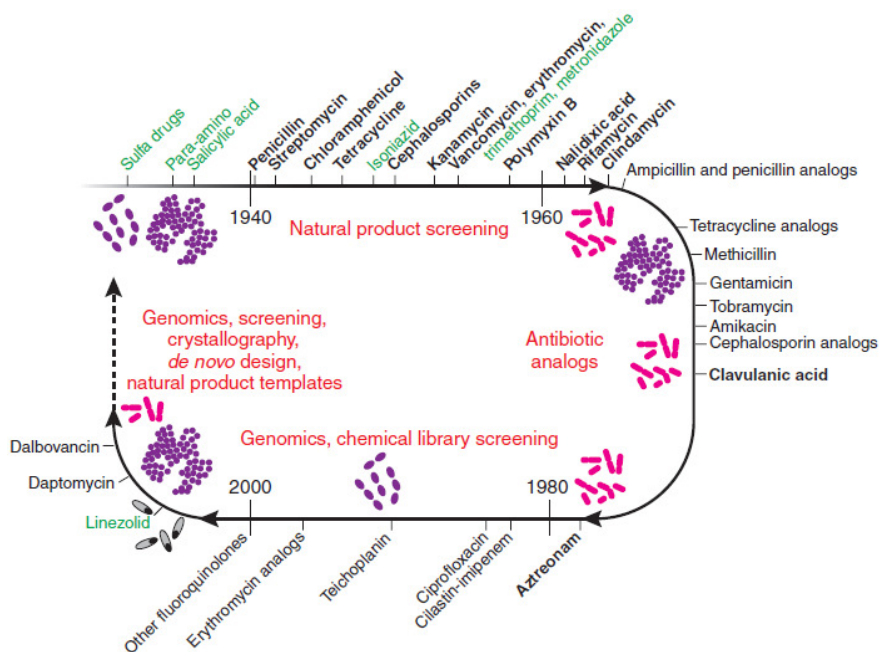 Sulfa drugs
Para-amino
Salicylic acid
Penicillin
Streptomycin
Chloramphenicol
Tetracycline
Isoniazid
Cephalosporins
Kanamycin
Vancomycin, erythromycin,
trimethoprim, metronidazole
Polymyxin B
Nalidixic acid
Rifamycin
Clindamycin
Ampicillin and penicillin analogs
1940
1960
Natural product screening
Tetracycline analogs
Methicillin
Gentamicin
Tobramycin
Amikacin
Cephalosporin analogs
Clavulanic acid
Genomics, screening,
crystallography,
de novo design,
natural product templates
Antibiotic
analogs
Genomics, chemical library screening
Dalbovancin
Daptomycin
Linezolid
2000
1980
Other fluoroquinolones
Erythromycin analogs
Teichoplanin
Ciprofloxacin
Cilastin-imipenem
Aztreonam